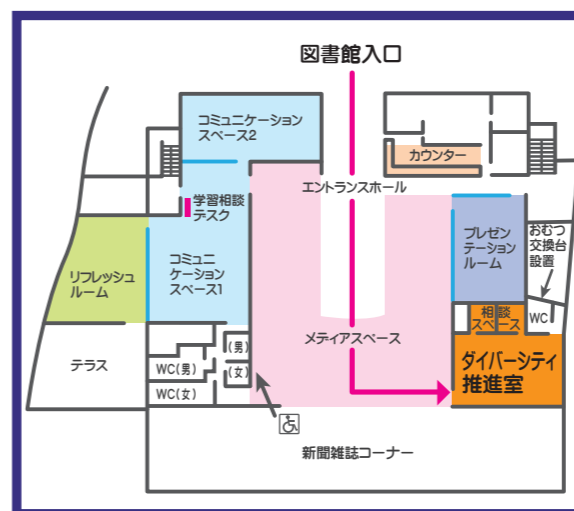 図書館入口
コミュニケーション
スペース2
カウンター
エントランスホール
学習相談
デスク
コミュニ
ケーション
スペース1
リフレッシュ
ルーム
プレゼン
テーション
ルーム
おむつ
交換台
設置
相談
スペース
WC
メディアスペース
ダイバーシティ
推進室
テラス
WC(男)
(男)
WC(女)
(女)
新聞雑誌コーナー